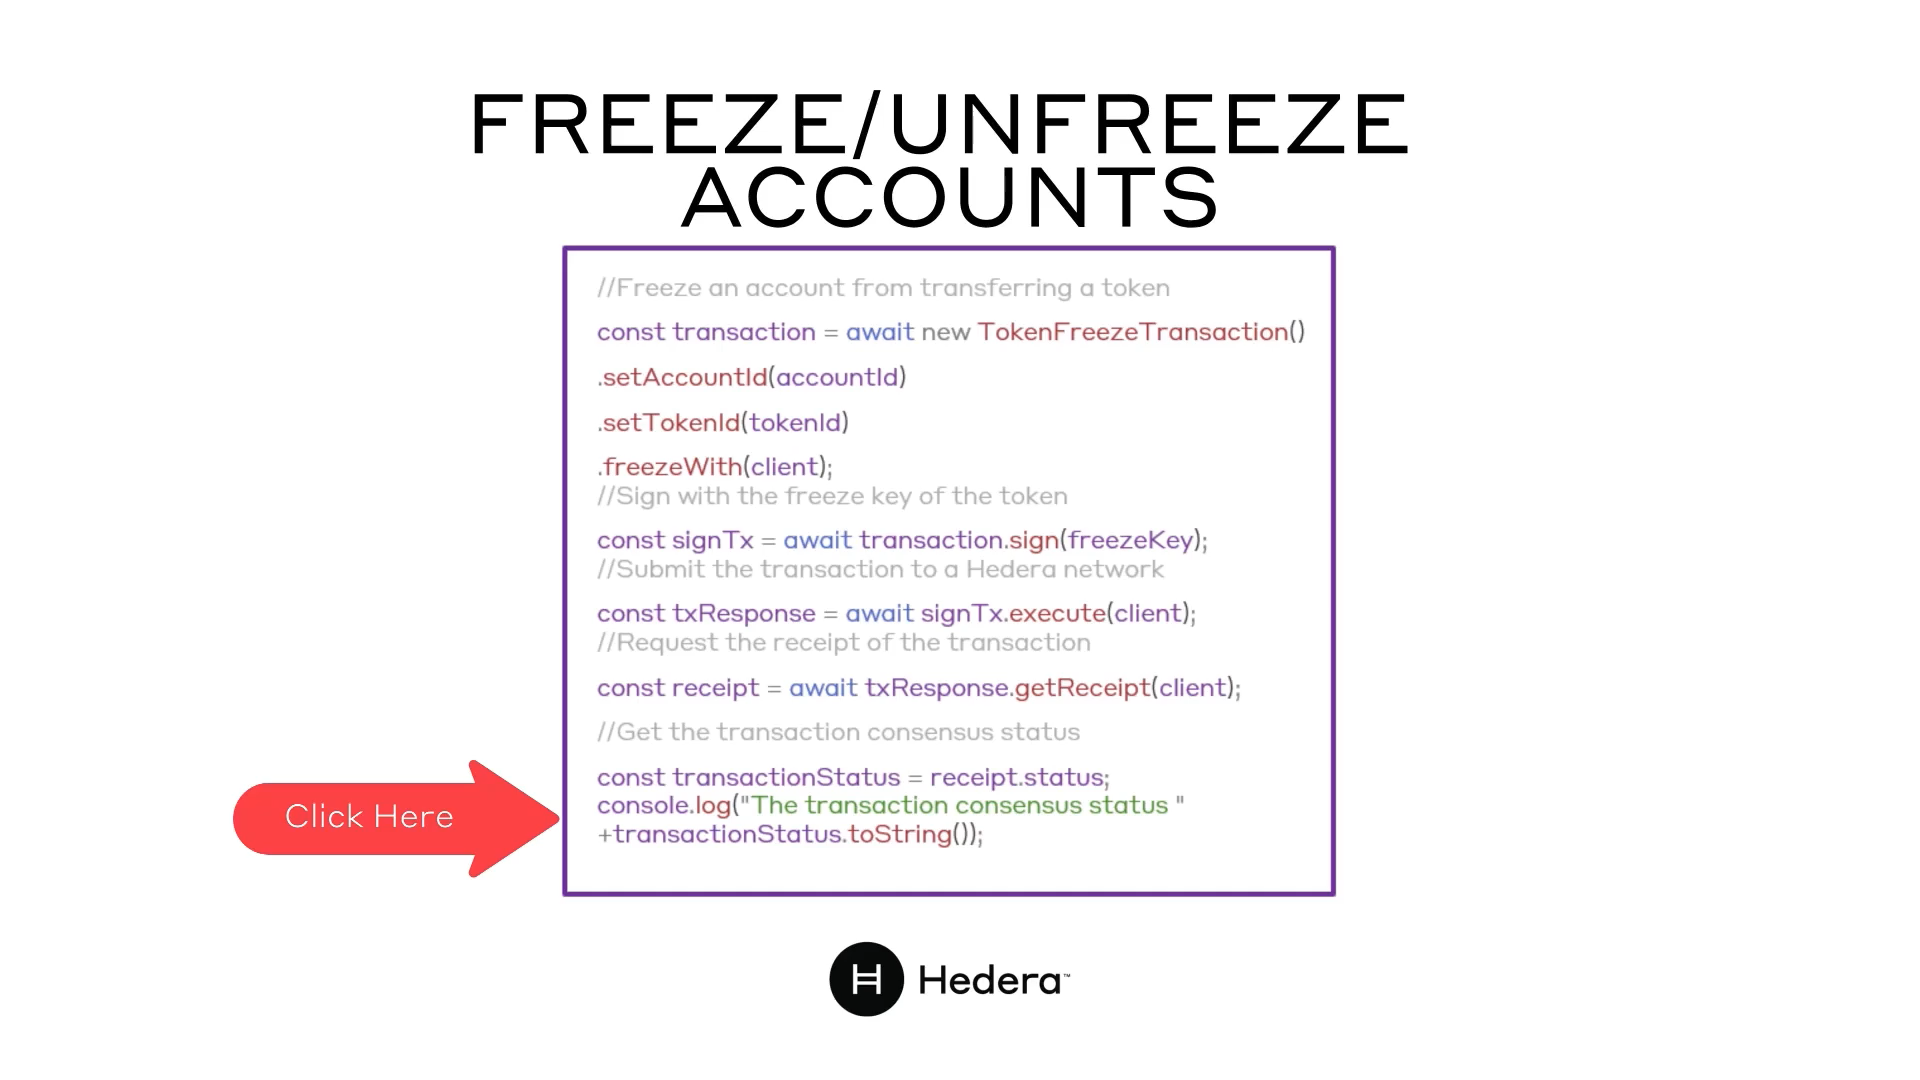 FREEZE/UNFREEZE
ACCOUNTS
//Freeze an account from transferring a token
const transaction = await new TokenFreezeTransaction()
.setAccountId(accountId)
.setTokenId(tokenId)
.freezeWith(client);
//Sign with the freeze key of the token
const signTx = await transaction.sign(freezeKey);
//Submit the transaction to a Hedera network
const txResponse = await signTx.execute(client);
//Request the receipt of the transaction
const receipt = await txResponse.getReceipt(client);
//Get the transaction consensus status
const transactionStatus = receipt.status;
console.log("The transaction consensus status "
+transactionStatus.toString());
Click Here
H Hedera™